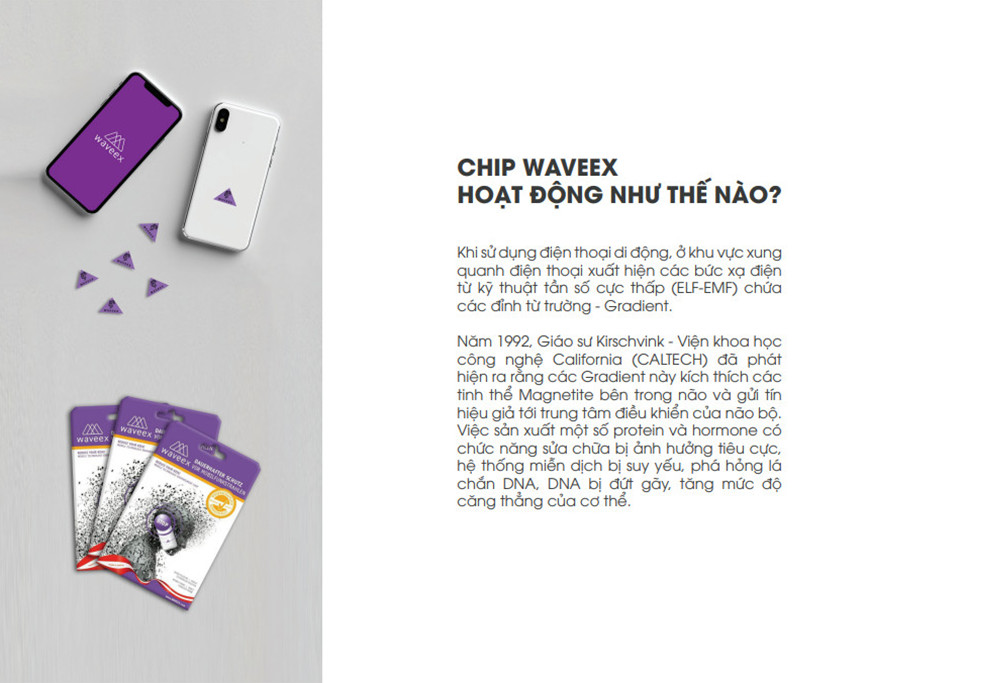 waveex
CHIP WAVEEX
HOẠT ĐỘNG NHƯ THẾ NÀO?
Khi sử dụng điện thoại di động, ở khu vực xung
quanh điện thoại xuất hiện các bức xạ điện
từ kỹ thuật tần số cực thấp (ELF-EMF) chứa
các đỉnh từ trường - Gradient.
Năm 1992, Giáo sư Kirschvink - Viện khoa học
công nghệ California (CALTECH) đã phát
hiện ra rằng các Gradient này kích thích các
tinh thể Magnetite bên trong não và gửi tín
hiệu giả tới trung tâm điều khiển của não bộ.
Việc sản xuất một số protein và hormone có
chức năng sửa chữa bị ảnh hưởng tiêu cực,
hệ thống miễn dịch bị suy yếu, phá hỏng lá
chắn DNA, DNA bị đứt gãy, tăng mức độ
căng thẳng của cơ thể.
waveex
waveex
waveex
DAUERHAFTER SCHUTZ
VOR MOBILFUNKSTRAHLEN